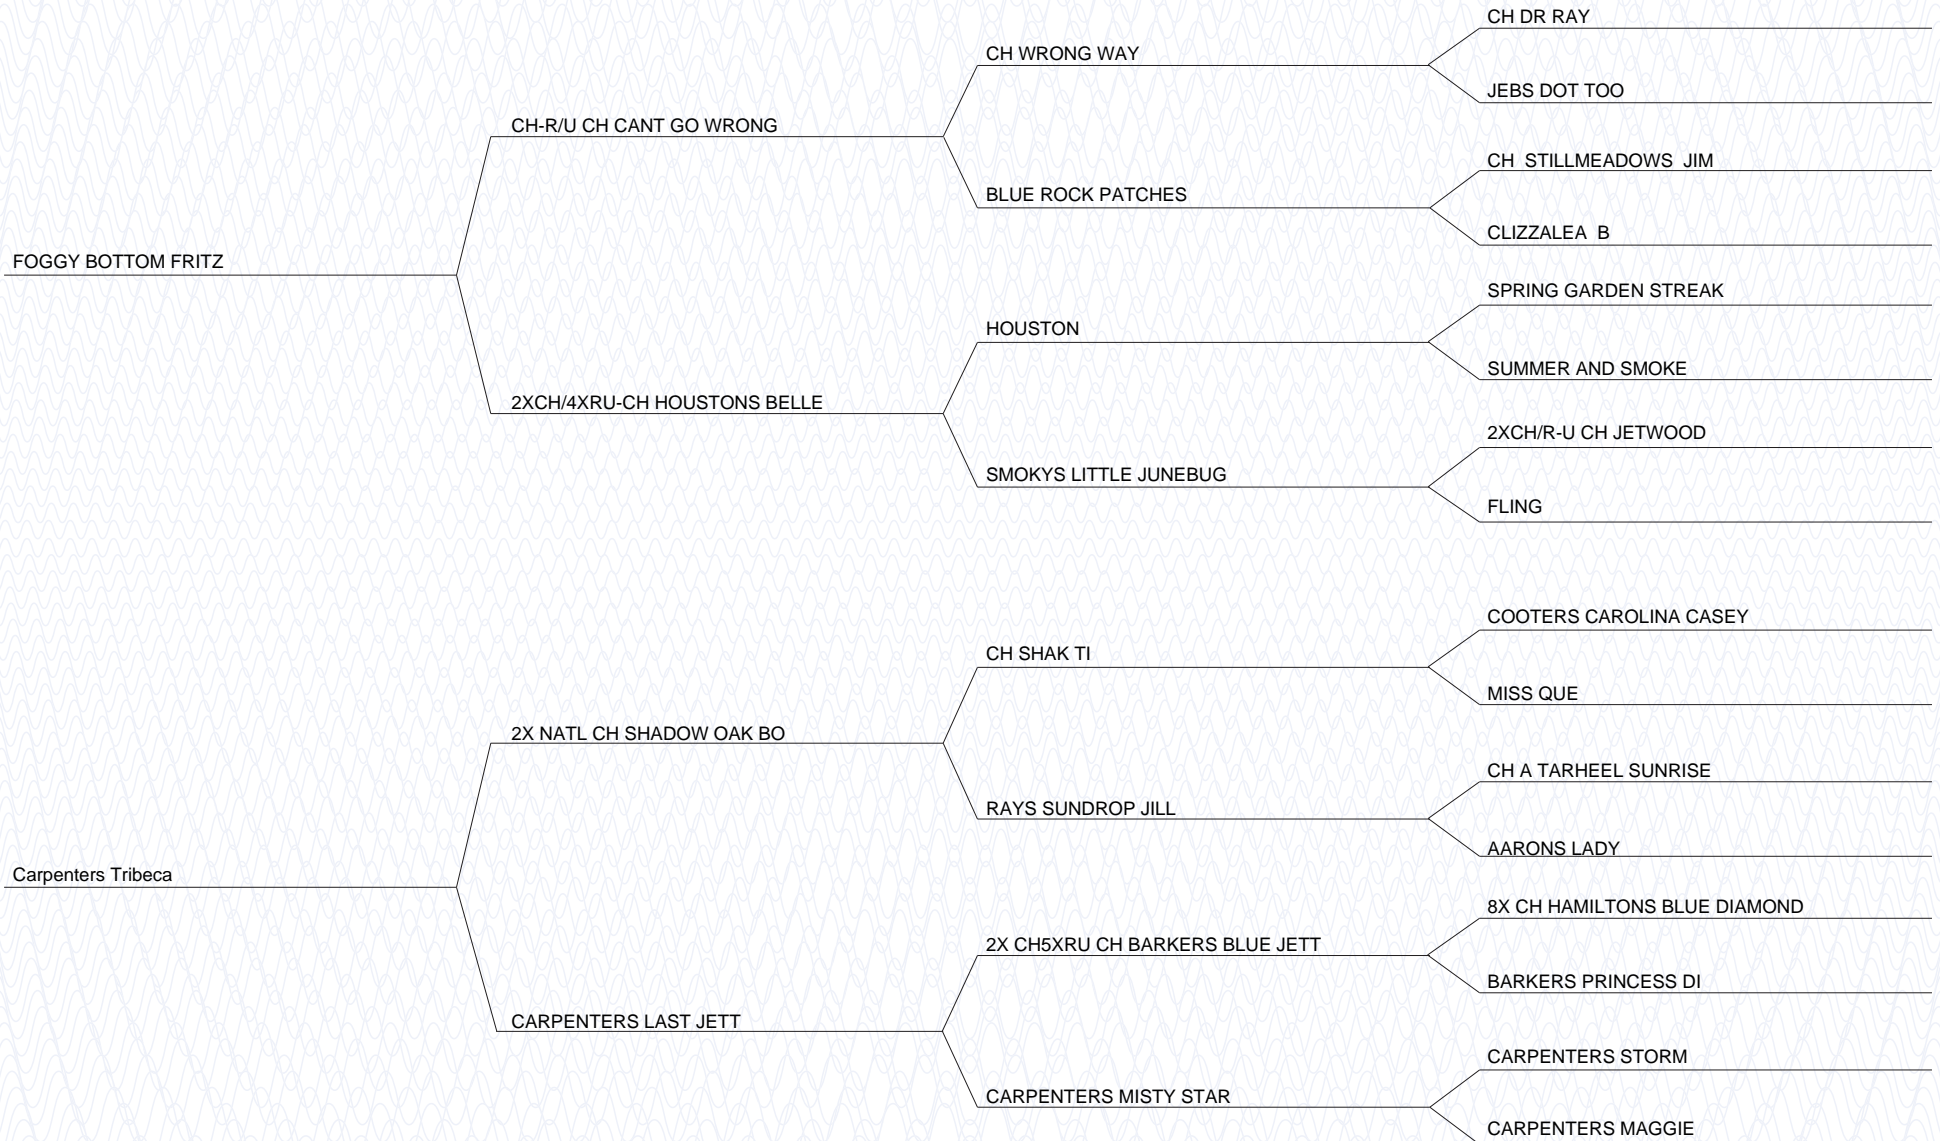 CH DR RAY
CH WRONG WAY
JEBS DOT TOO
CH-R/U CH CANT GO WRONG
CH  STILLMEADOWS  JIM
BLUE ROCK PATCHES
CLIZZALEA  B
FOGGY BOTTOM FRITZ
SPRING GARDEN STREAK
HOUSTON
SUMMER AND SMOKE
2XCH/4XRU-CH HOUSTONS BELLE
2XCH/R-U CH JETWOOD
SMOKYS LITTLE JUNEBUG
FLING
COOTERS CAROLINA CASEY
CH SHAK TI
MISS QUE
2X NATL CH SHADOW OAK BO
CH A TARHEEL SUNRISE
RAYS SUNDROP JILL
AARONS LADY
Carpenters Tribeca
8X CH HAMILTONS BLUE DIAMOND
2X CH5XRU CH BARKERS BLUE JETT
BARKERS PRINCESS DI
CARPENTERS LAST JETT
CARPENTERS STORM
CARPENTERS MISTY STAR
CARPENTERS MAGGIE